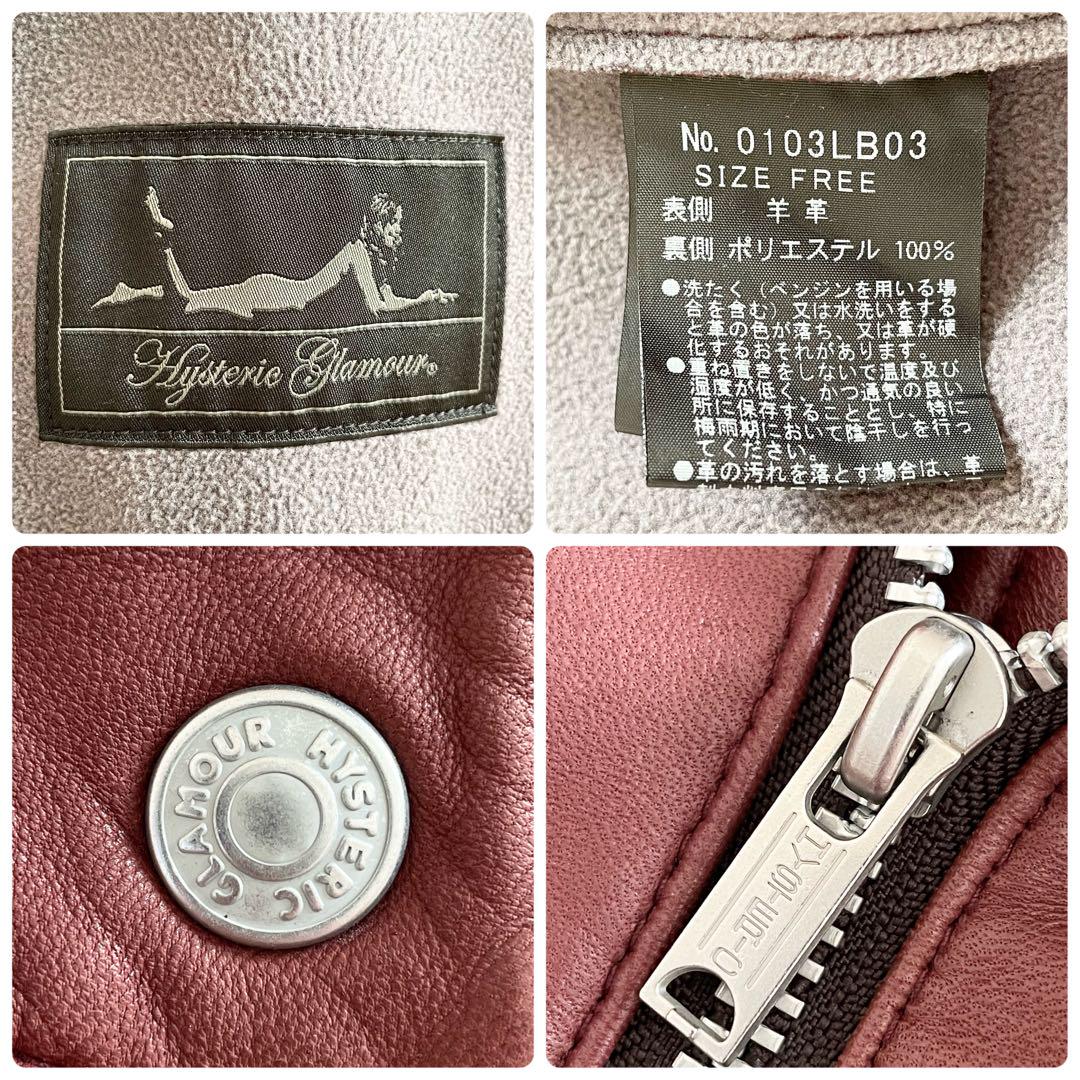 Hysteric Glamour®
No. 0103LB03
SIZE FREE
表側 羊革
裏側 ポリエステル 100%
●洗たく（ベンジンを用いる場
合を含む）又は水洗いをする
と革の色が落ち、又は革が硬
化するおそれがあります。
●重ね置きをしないで温度及び
湿度が低く、かつ通気の良い
所に保存することとし、特に
梅雨期において陰干しを行っ
てください。
●革の汚れを落とす場合は、革
HYSTERIC GLAMOUR
HYSTERIC